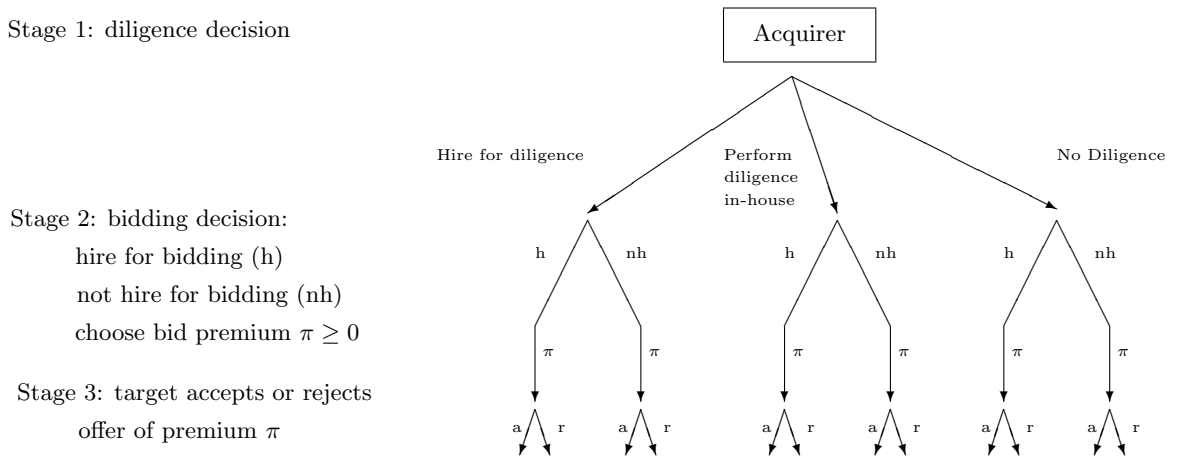 Stage 1: diligence decision
Acquirer
Hire for diligence
Perform
diligence
in-house
No Diligence
Stage 2: bidding decision:
hire for bidding (h)
not hire for bidding (nh)
choose bid premium π ≥ 0
h nh h nh h nh
π π π π π π
Stage 3: target accepts or rejects
offer of premium π
a r a r a r a r a r a r